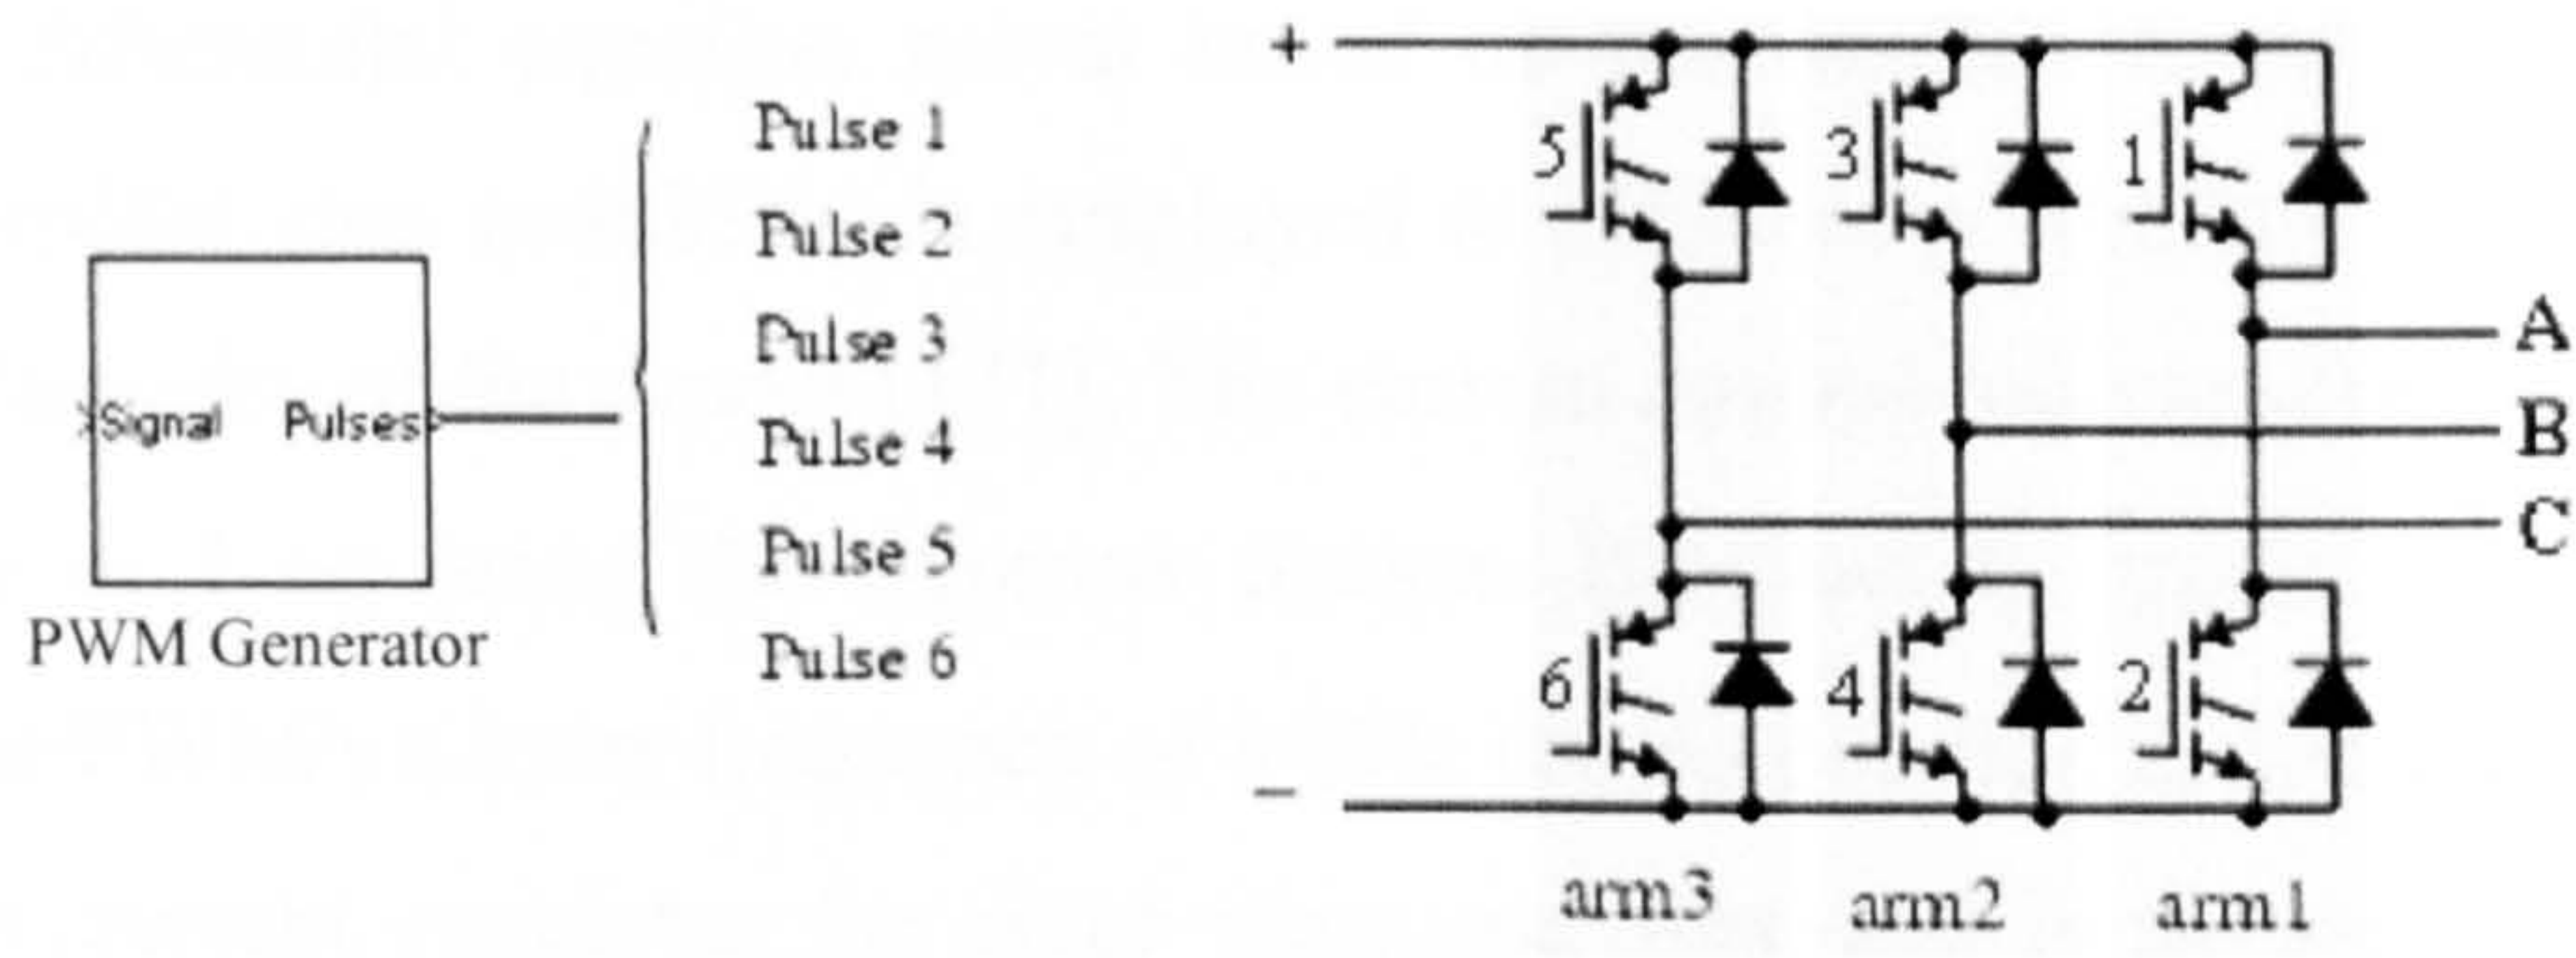 Pulse 1
Pulse 2
Pulse 3
Pulse 4
Pulse 5
Pulse 6
Signal Pulses
PWM Generator
+
5 3 1
A
B
C
6 4 2
−
arm3 arm2 arm1